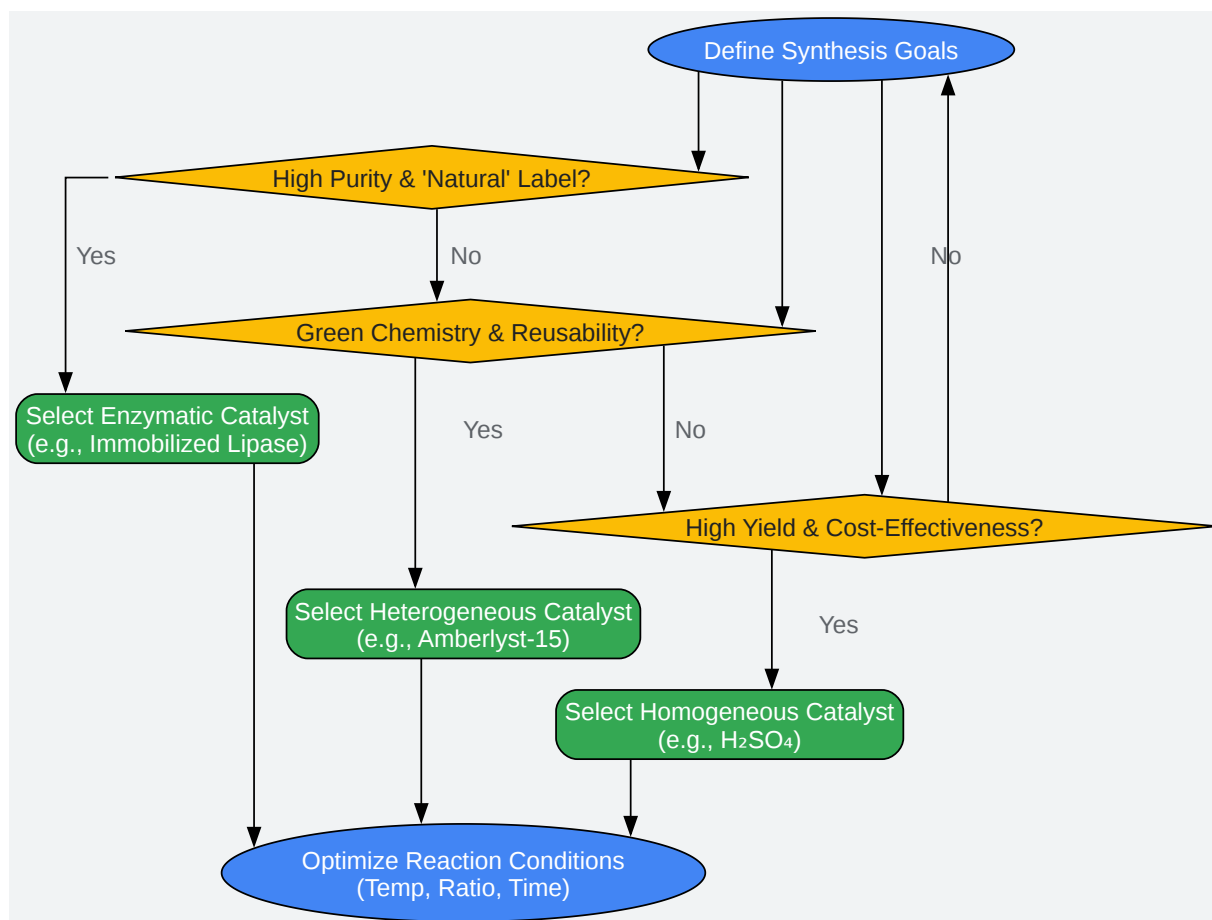 Define Synthesis Goals
High Purity & 'Natural' Label?
Yes
No
No
Green Chemistry & Reusability?
Select Enzymatic Catalyst
(e.g., Immobilized Lipase)
Yes
No
High Yield & Cost-Effectiveness?
Select Heterogeneous Catalyst
(e.g., Amberlyst-15)
Yes
Select Homogeneous Catalyst
(e.g., H₂SO₄)
Optimize Reaction Conditions
(Temp, Ratio, Time)